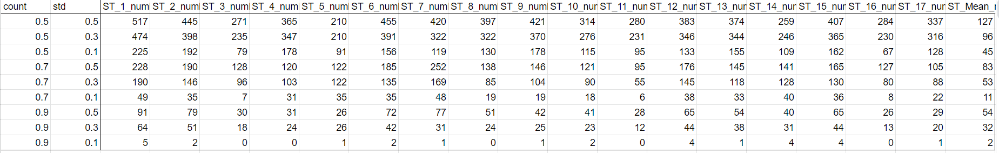 count std ST_1_num ST_2_num ST_3_num ST_4_num ST_5_num ST_6_num ST_7_num ST_8_num ST_9_num ST_10_nur ST_11_nun ST_12_nur ST_13_nur ST_14_nur ST_15_nur ST_16_nur ST_17_nur ST_Mean_r
0.5 0.5 517 445 271 365 210 455 420 397 421 314 280 383 374 259 407 284 337 127
0.5 0.3 474 398 235 347 210 391 322 322 370 276 231 346 344 246 365 230 316 96
0.5 0.1 225 192 79 178 91 156 119 130 178 115 95 133 155 109 162 67 128 45
0.7 0.5 228 190 128 120 122 185 252 138 146 121 95 176 145 141 165 127 105 83
0.7 0.3 190 146 96 103 122 135 169 85 104 90 55 145 118 128 130 80 88 53
0.7 0.1 49 35 7 31 35 35 48 19 19 18 6 38 33 40 36 8 22 11
0.9 0.5 91 79 30 31 26 72 77 51 42 41 28 65 54 40 65 26 29 54
0.9 0.3 64 51 18 24 26 42 31 24 25 23 12 44 38 31 44 13 20 32
0.9 0.1 5 2 0 0 1 2 1 0 1 2 0 4 1 4 4 0 1 2